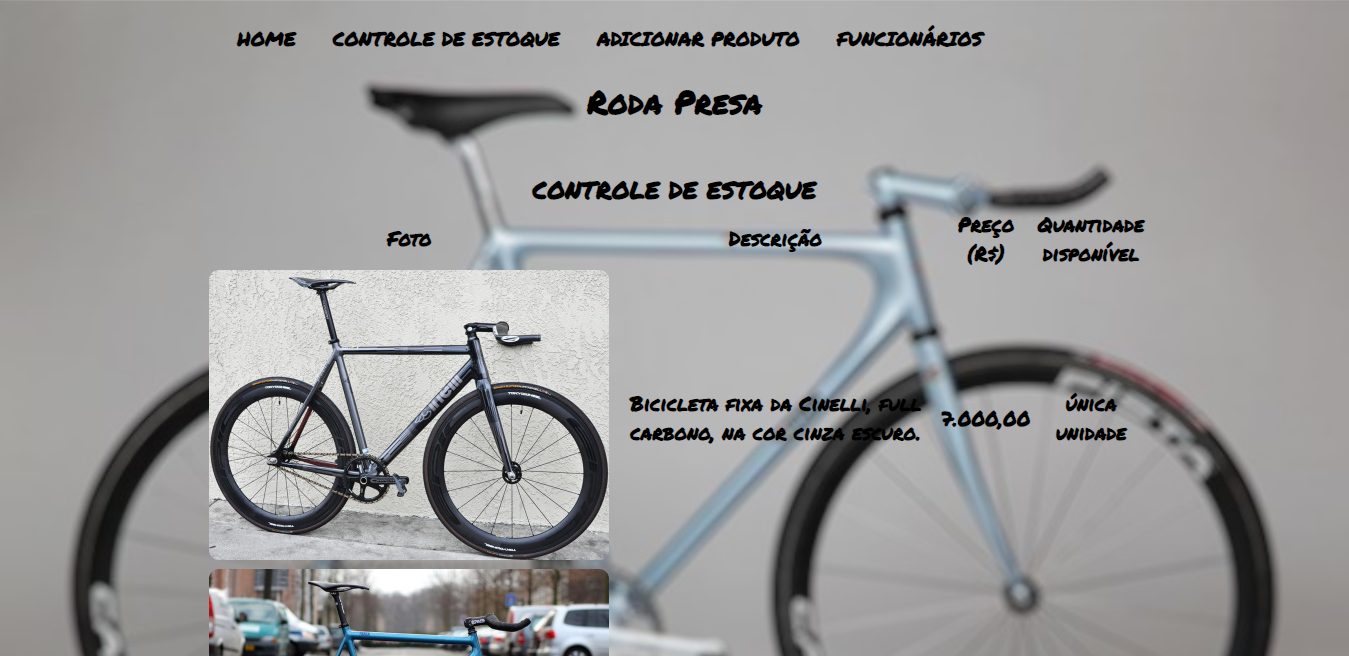 HOME CONTROLE DE ESTOQUE ADICIONAR PRODUTO FUNCIONÁRIOS
RODA PRESA
CONTROLE DE ESTOQUE
FOTO DESCRIÇÃO PREÇO (R$) QUANTIDADE DISPONÍVEL
cinelli
BICICLETA FIXA DA CINELLI, FULL
CARBONO, NA COR CINZA ESCURO.
7.000,00
ÚNICA
UNIDADE